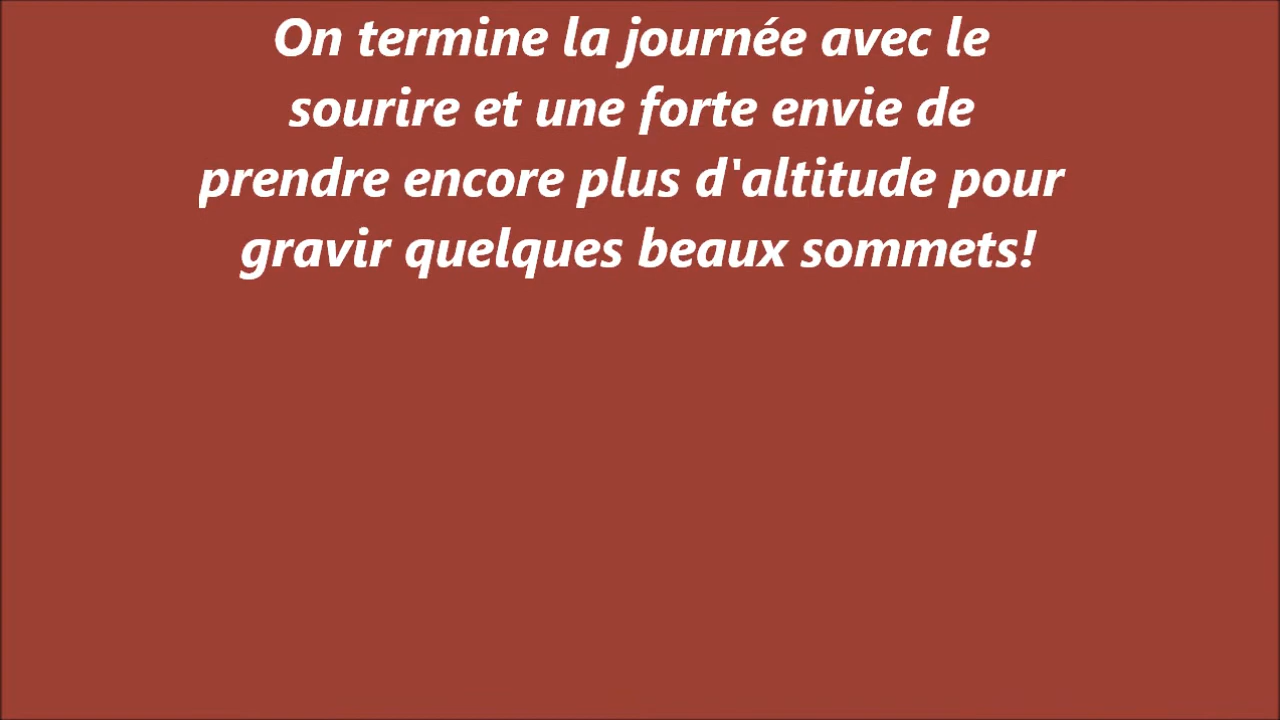 On termine la journée avec le
sourire et une forte envie de
prendre encore plus d'altitude pour
gravir quelques beaux sommets!